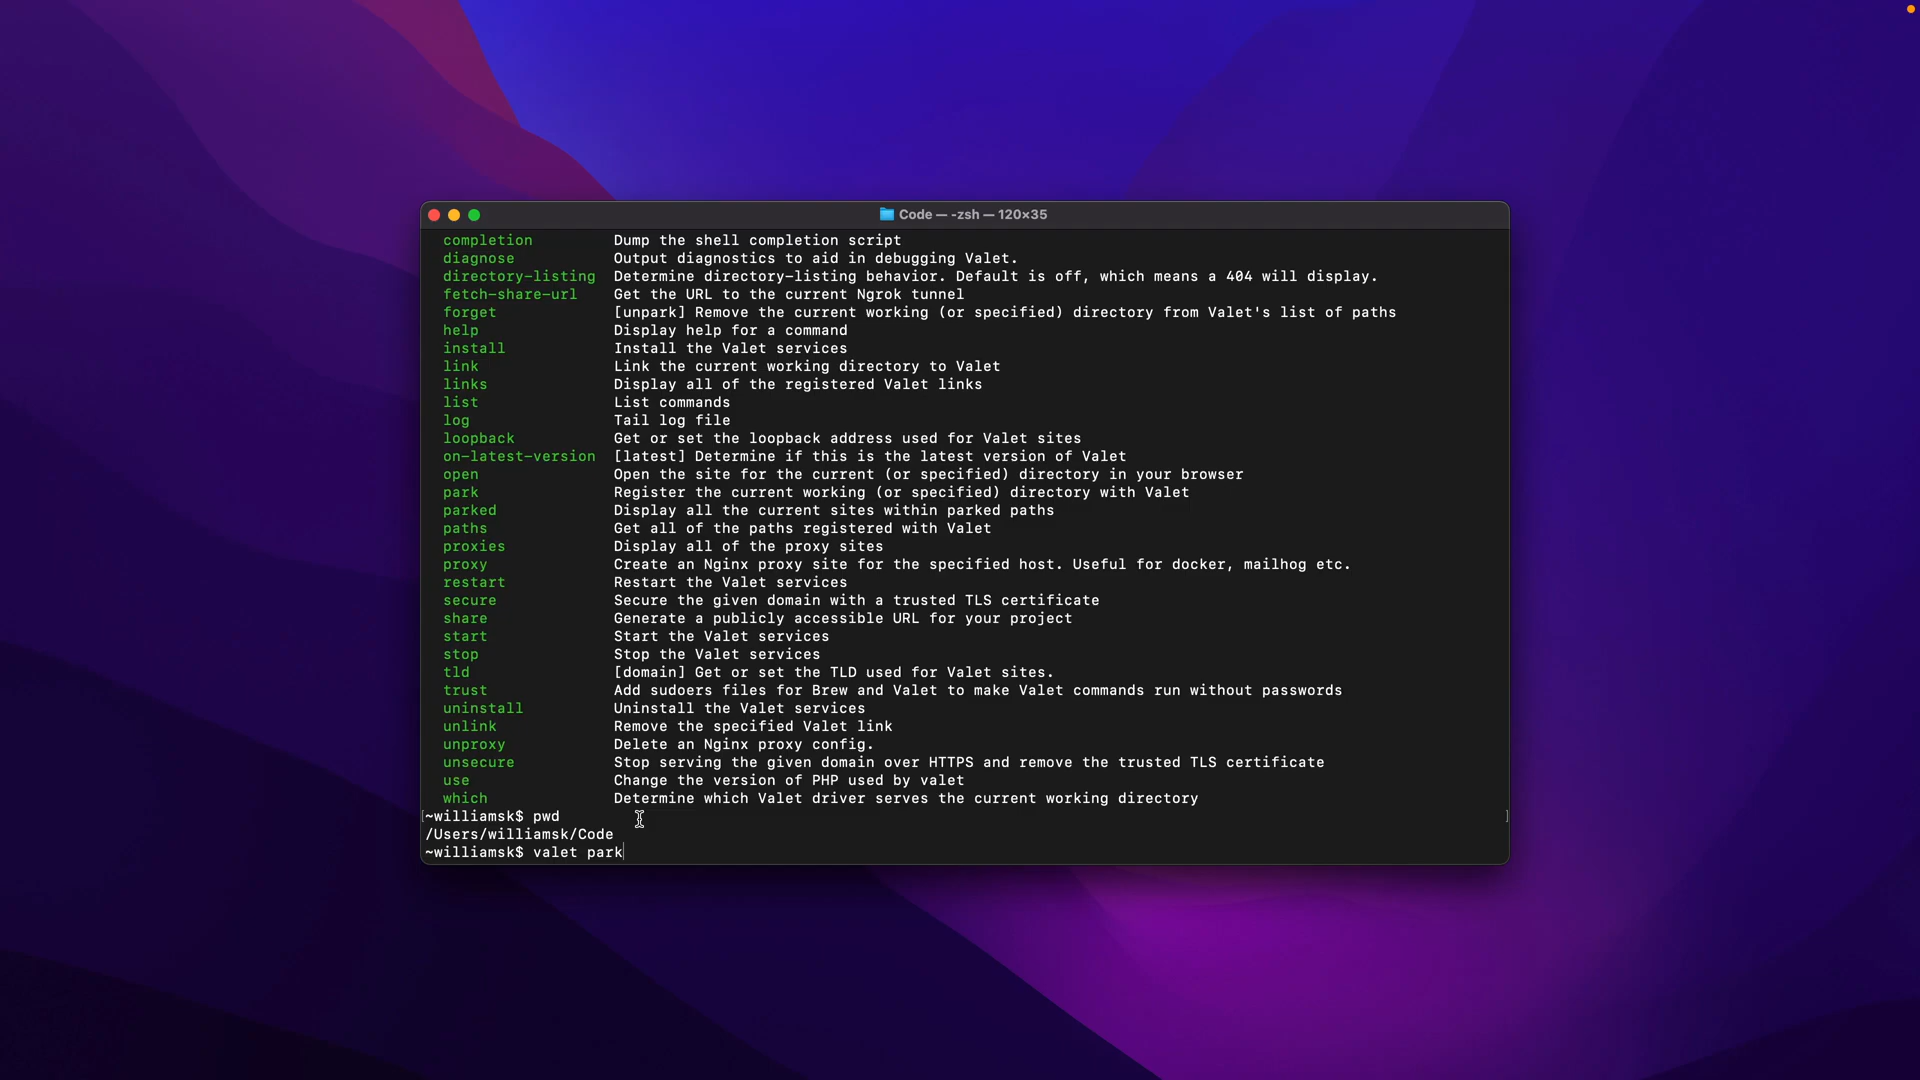 Code — -zsh — 120×35
completion Dump the shell completion script
diagnose Output diagnostics to aid in debugging Valet.
directory-listing Determine directory-listing behavior. Default is off, which means a 404 will display.
fetch-share-url Get the URL to the current Ngrok tunnel
forget [unpark] Remove the current working (or specified) directory from Valet's list of paths
help Display help for a command
install Install the Valet services
link Link the current working directory to Valet
links Display all of the registered Valet links
list List commands
log Tail log file
loopback Get or set the loopback address used for Valet sites
on-latest-version [latest] Determine if this is the latest version of Valet
open Open the site for the current (or specified) directory in your browser
park Register the current working (or specified) directory with Valet
parked Display all the current sites within parked paths
paths Get all of the paths registered with Valet
proxies Display all of the proxy sites
proxy Create an Nginx proxy site for the specified host. Useful for docker, mailhog etc.
restart Restart the Valet services
secure Secure the given domain with a trusted TLS certificate
share Generate a publicly accessible URL for your project
start Start the Valet services
stop Stop the Valet services
tld [domain] Get or set the TLD used for Valet sites.
trust Add sudoers files for Brew and Valet to make Valet commands run without passwords
uninstall Uninstall the Valet services
unlink Remove the specified Valet link
unproxy Delete an Nginx proxy config.
unsecure Stop serving the given domain over HTTPS and remove the trusted TLS certificate
use Change the version of PHP used by valet
which Determine which Valet driver serves the current working directory
[~williamsk$ pwd ]
/Users/williamsk/Code
~williamsk$ valet park